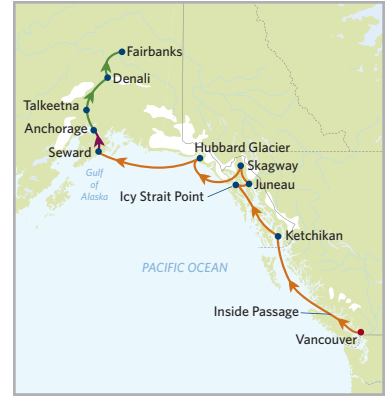 Fairbanks
Denali
Talkeetna
Anchorage
Seward
Hubbard Glacier
Skagway
Juneau
Icy Strait Point
Gulf
of
Alaska
Ketchikan
PACIFIC OCEAN
Inside Passage
Vancouver